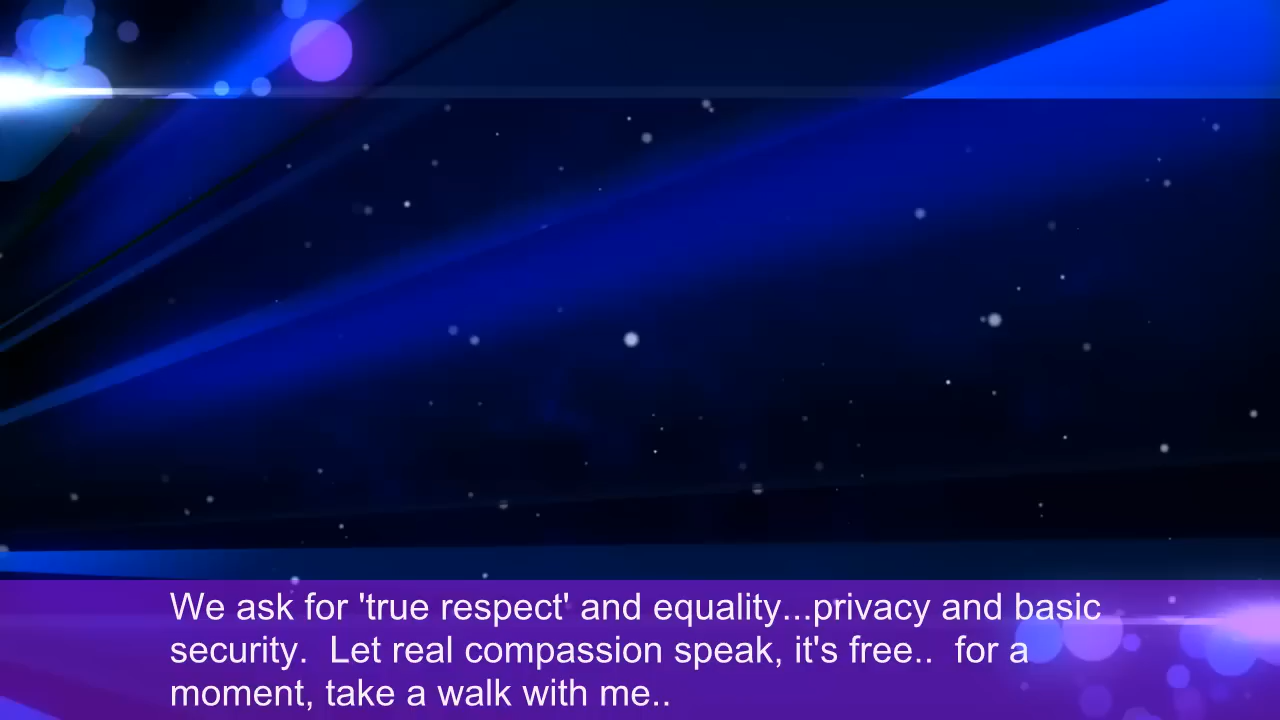 We ask for 'true respect' and equality...privacy and basic
security.  Let real compassion speak, it's free..  for a
moment, take a walk with me..